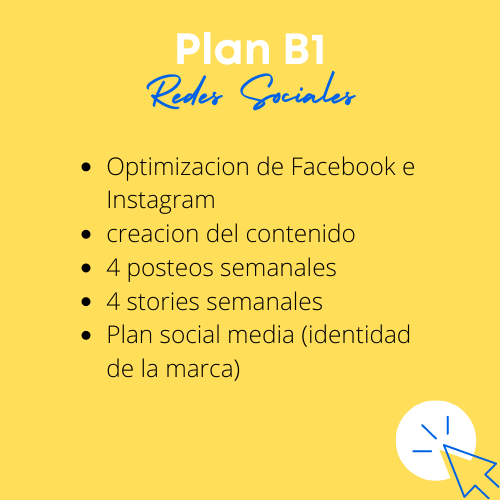 Plan B1
Redes Sociales
• Optimizacion de Facebook e
Instagram
• creacion del contenido
• 4 posteos semanales
• 4 stories semanales
• Plan social media (identidad
de la marca)